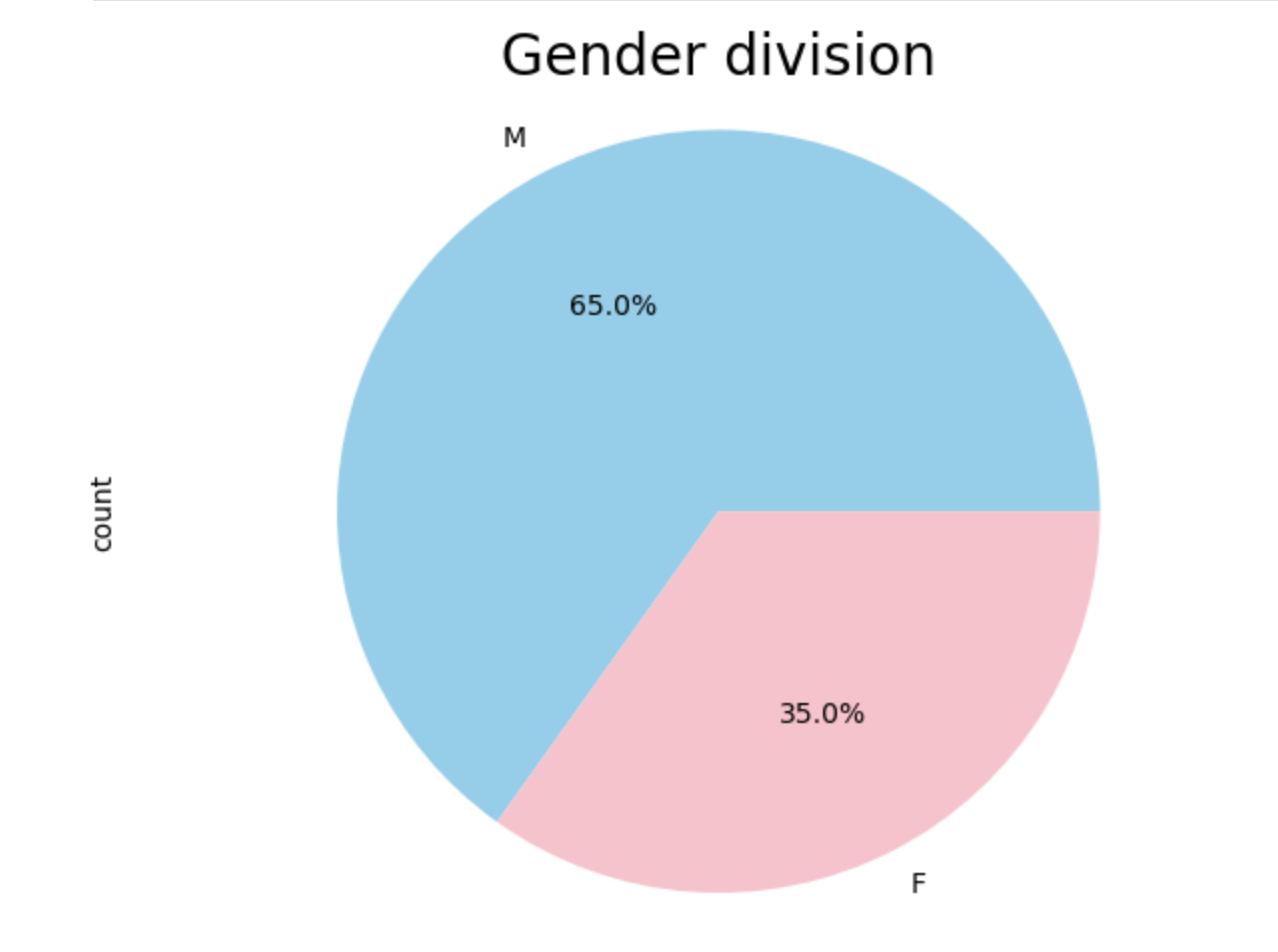 Gender division
M
65.0%
count
35.0%
F